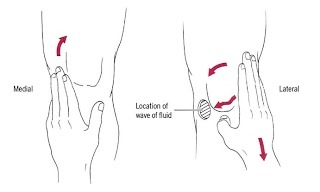 Medial
Location of
wave of fluid
Lateral